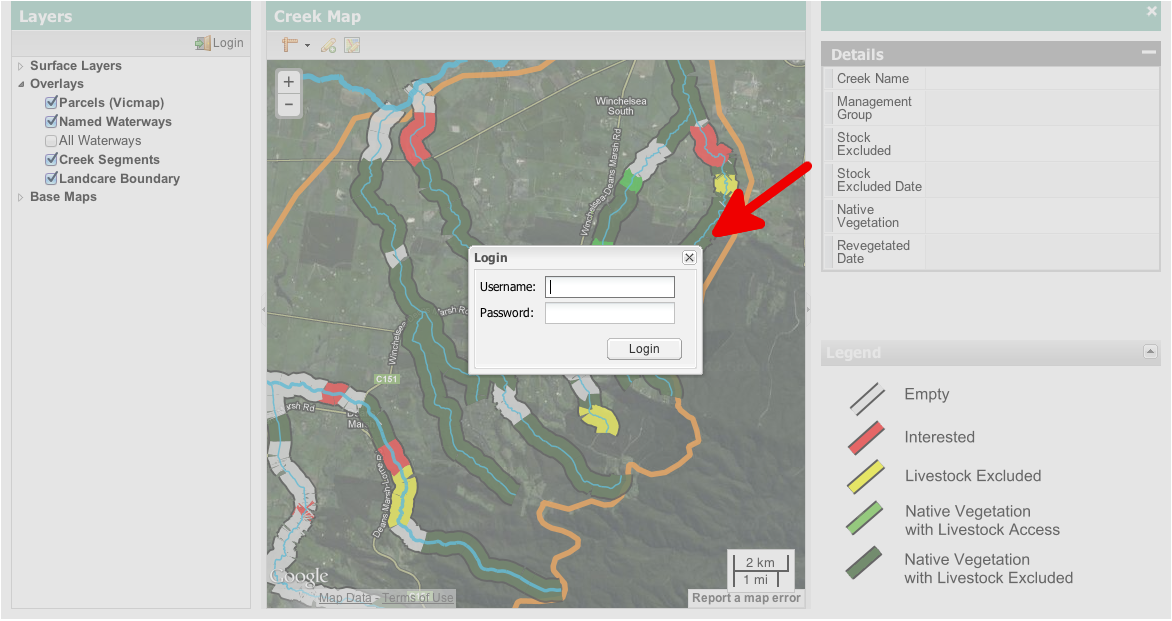 Layers
Login
Surface Layers
Overlays
Parcels (Vicmap)
Named Waterways
All Waterways
Creek Segments
Landcare Boundary
Base Maps
Creek Map
+
−
Winchelsea
South
Winchelsea-Deans Marsh Rd
Login
Username:
Password:
Login
Marsh Rd
Winchelsea
C151
arsh Rd
Mar
Deans Marsh-Lorne R
Google
Map Data - Terms of Use
2 km
1 mi
Report a map error
Details
Creek Name
Management
Group
Stock
Excluded
Stock
Excluded Date
Native
Vegetation
Revegetated
Date
Legend
Empty
Interested
Livestock Excluded
Native Vegetation
with Livestock Access
Native Vegetation
with Livestock Excluded